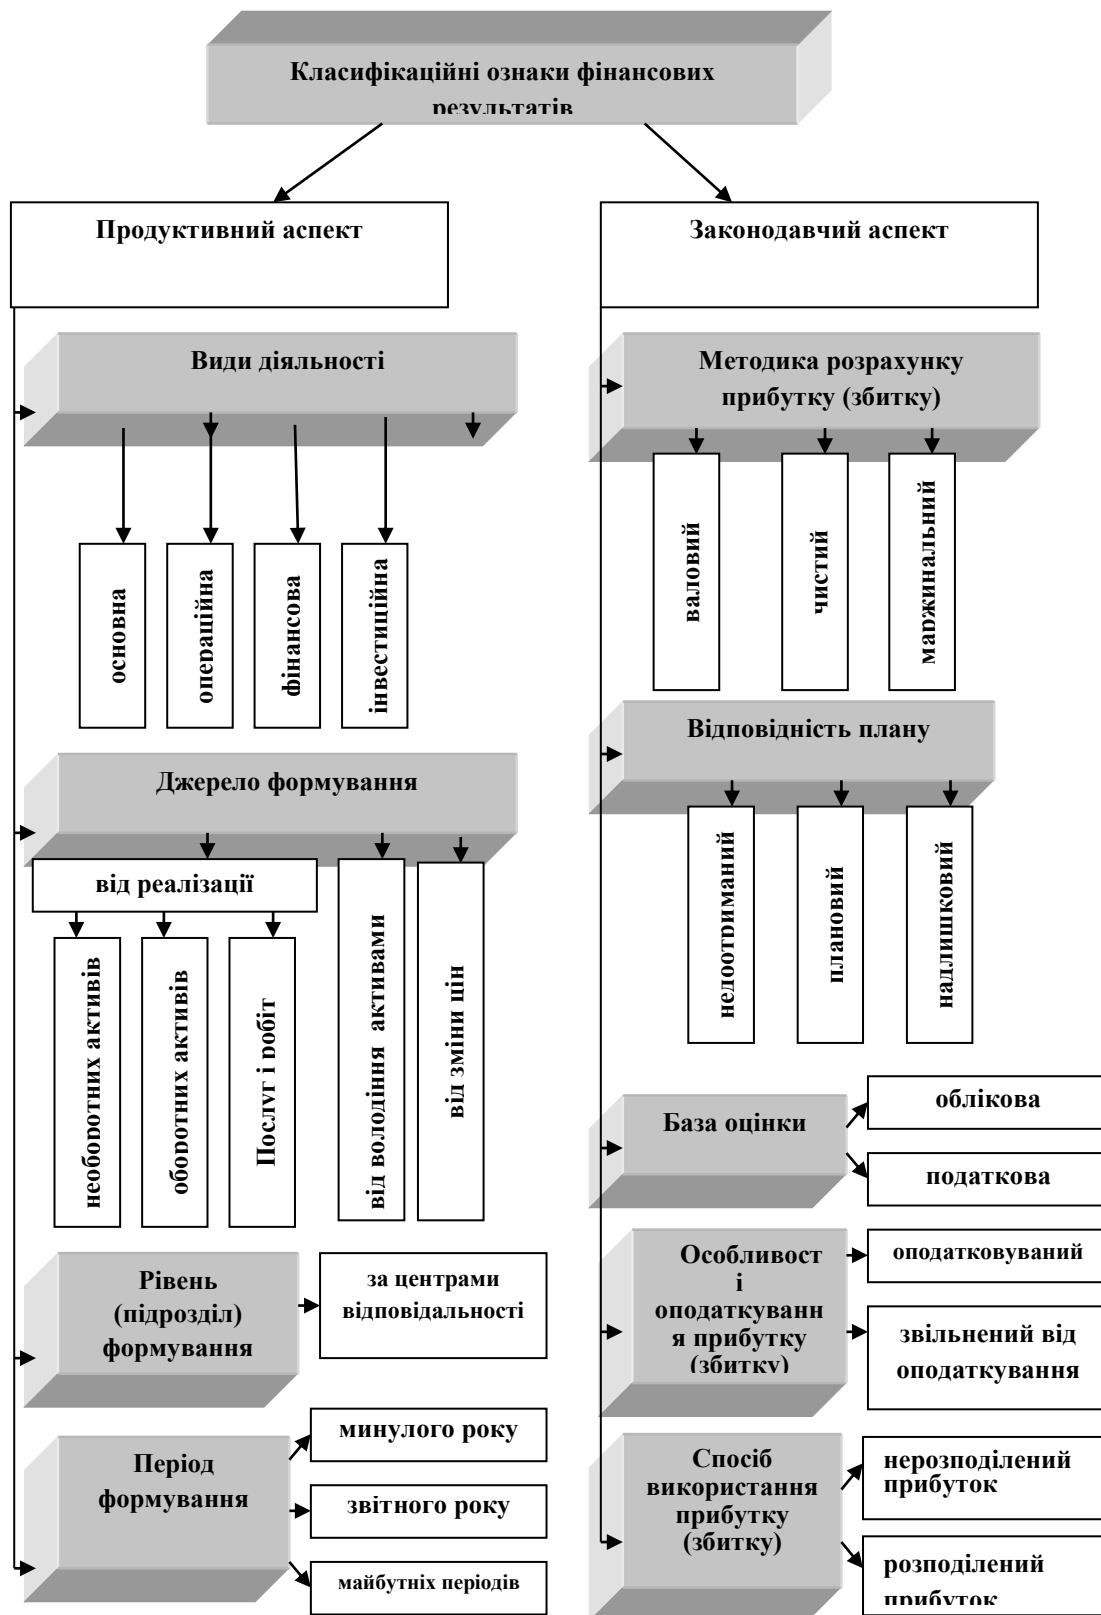 Класифікаційні ознаки фінансових
результатів
Продуктивний аспект
Види діяльності
основна
операційна
фінансова
інвестиційна
Джерело формування
від реалізації
необоротних активів
оборотних активів
Послуг і робіт
від володіння активами
від зміни цін
Рівень
(підрозділ)
формування
за центрами
відповідальності
Період
формування
минулого року
звітного року
майбутніх періодів
Законодавчий аспект
Методика розрахунку
прибутку (збитку)
валовий
чистий
маржинальний
Відповідність плану
недоотриманий
плановий
надлишковий
База оцінки
облікова
податкова
Особливост
і
оподаткуванн
я прибутку
(збитку)
оподатковуваний
звільнений від
оподаткування
Спосіб
використання
прибутку
(збитку)
нерозподілений
прибуток
розподілений
прибуток